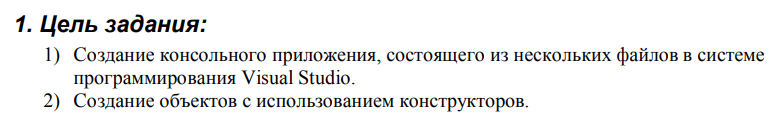 1. Цель задания:
1) Создание консольного приложения, состоящего из нескольких файлов в системе
программирования Visual Studio.
2) Создание объектов с использованием конструкторов.